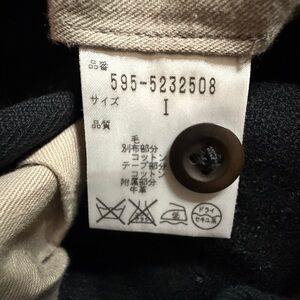 品番
595-5232508
サイズ
I
品質
毛
別布部分
コットン
テープ部分
コットン
附属部分
牛革
ドライ
セキユ系